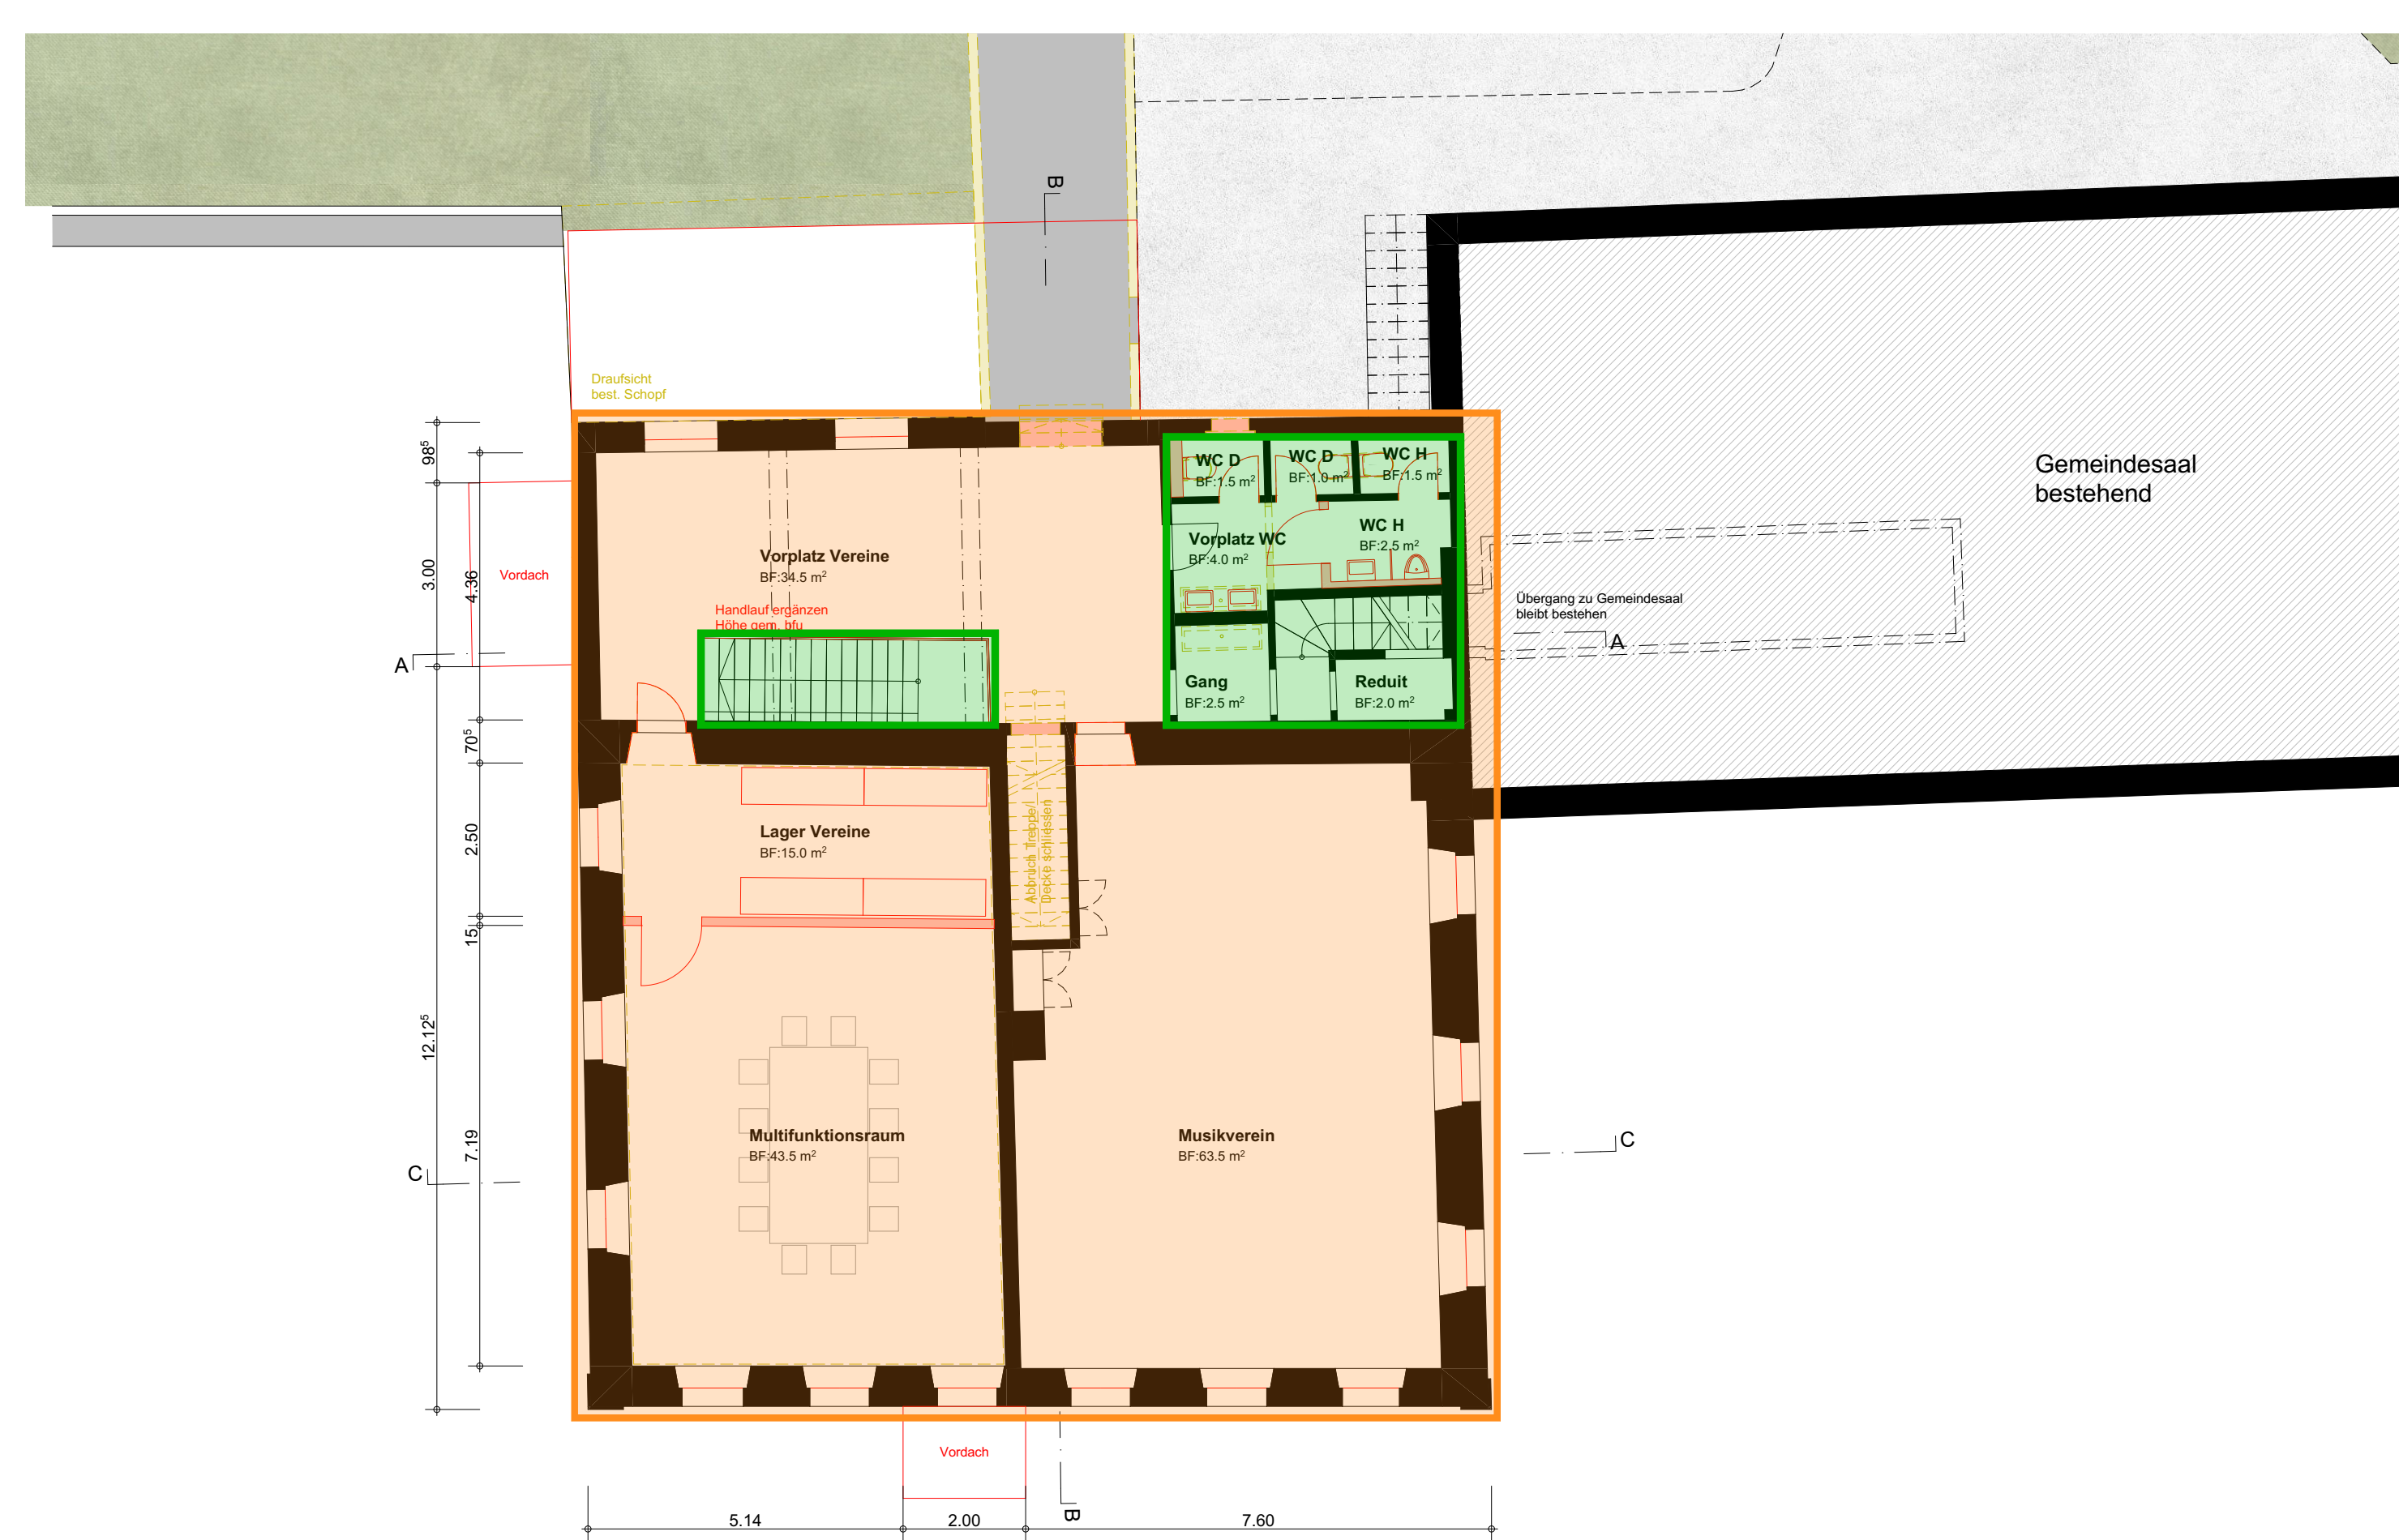 B
Draufsicht
best. Schopf
Gemeindesaal
bestehend
98⁵
3.00
4.36
Vordach
WC D
BF:1.5 m²
WC D
BF:1.0 m²
WC H
BF:1.5 m²
WC H
BF:2.5 m²
Vorplatz WC
BF:4.0 m²
Vorplatz Vereine
BF:34.5 m²
Handlauf ergänzen
Höhe gem. bfu
Übergang zu Gemeindesaal
bleibt bestehen
A
A
Gang
BF:2.5 m²
Reduit
BF:2.0 m²
70⁵
2.50
15
12.12⁵
7.19
Lager Vereine
BF:15.0 m²
Abbruch Treppe/
Decke schliessen
Multifunktionsraum
BF:43.5 m²
Musikverein
BF:63.5 m²
C
C
Vordach
B
5.14
2.00
7.60